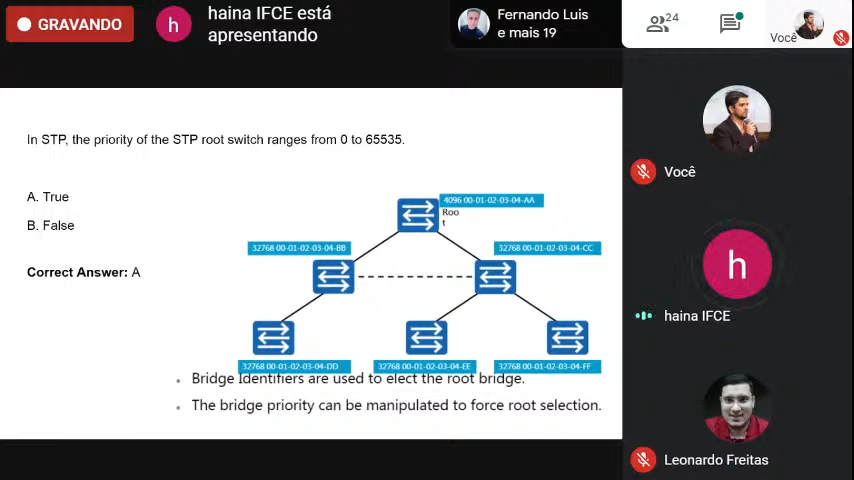 GRAVANDO
h
haina IFCE está
apresentando
Fernando Luis
e mais 19
24
Você
In STP, the priority of the STP root switch ranges from 0 to 65535.
A. True
B. False
Correct Answer: A
4096 00-01-02-03-04-AA
Roo
t
32768 00-01-02-03-04-BB
32768 00-01-02-03-04-CC
32768 00-01-02-03-04-DD
32768 00-01-02-03-04-EE
32768 00-01-02-03-04-FF
• Bridge Identifiers are used to elect the root bridge.
• The bridge priority can be manipulated to force root selection.
Você
h
haina IFCE
Leonardo Freitas